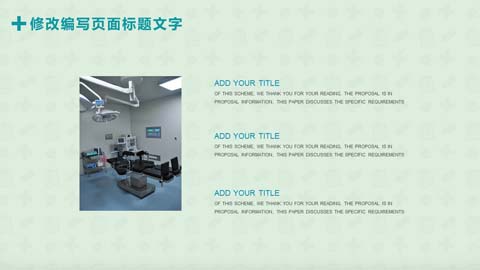 修改编写页面标题文字
ADD YOUR TITLE
OF THIS SCHEME, WE THANK YOU FOR YOUR READING. THE PROPOSAL IS IN
PROPOSAL INFORMATION, THIS PAPER DISCUSSES THE SPECIFIC REQUIREMENTS
ADD YOUR TITLE
OF THIS SCHEME, WE THANK YOU FOR YOUR READING. THE PROPOSAL IS IN
PROPOSAL INFORMATION, THIS PAPER DISCUSSES THE SPECIFIC REQUIREMENTS
ADD YOUR TITLE
OF THIS SCHEME, WE THANK YOU FOR YOUR READING. THE PROPOSAL IS IN
PROPOSAL INFORMATION, THIS PAPER DISCUSSES THE SPECIFIC REQUIREMENTS